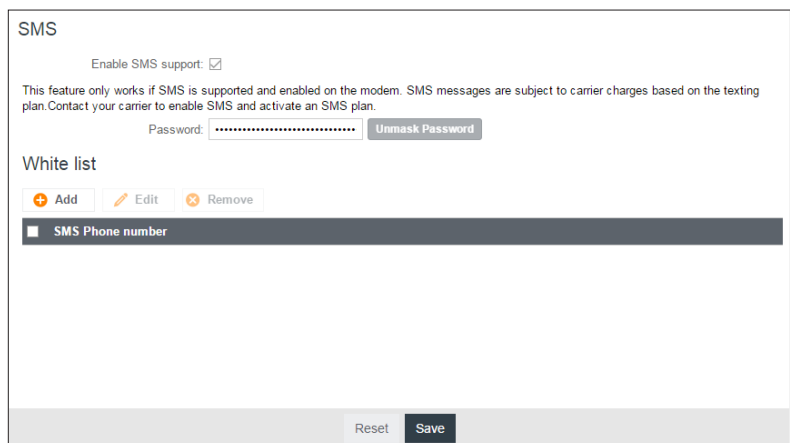 SMS
Enable SMS support:
This feature only works if SMS is supported and enabled on the modem. SMS messages are subject to carrier charges based on the texting
plan.Contact your carrier to enable SMS and activate an SMS plan.
Password: •••••••••••••••••••••••••••••••• Unmask Password
White list
Add Edit Remove
SMS Phone number
Reset Save